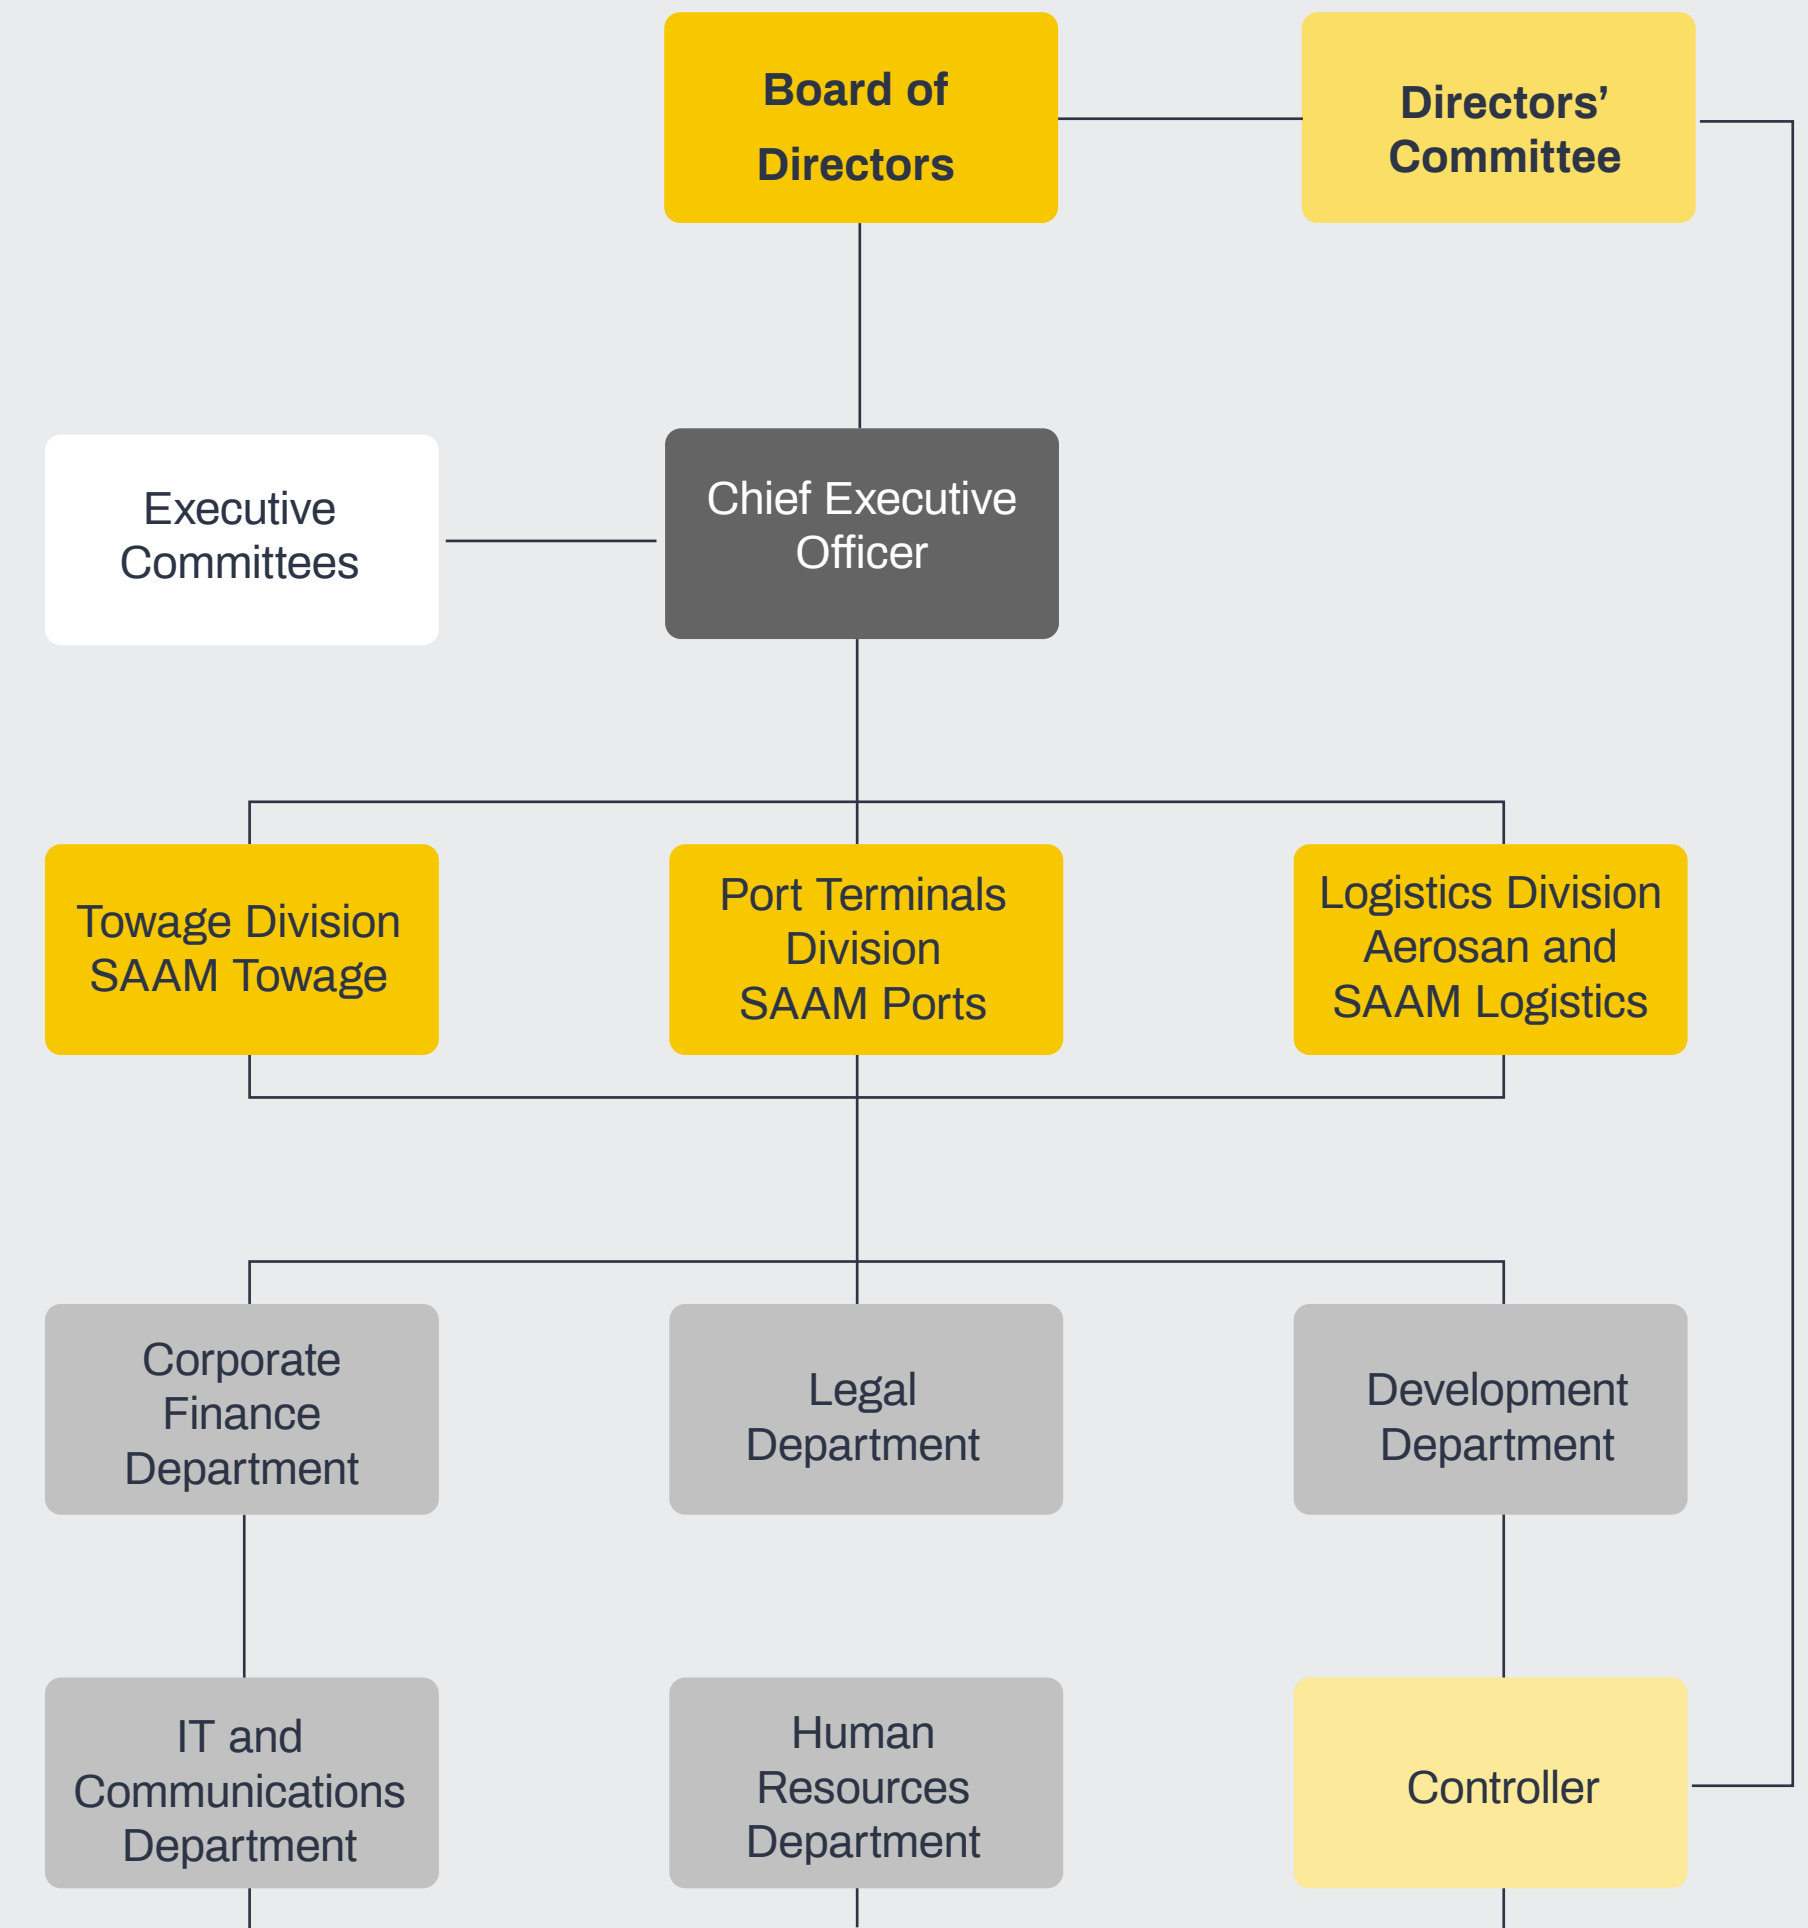 Board of
Directors
Directors’
Committee
Executive
Committees
Chief Executive
Officer
Towage Division
SAAM Towage
Port Terminals
Division
SAAM Ports
Logistics Division
Aerosan and
SAAM Logistics
Corporate
Finance
Department
Legal
Department
Development
Department
IT and
Communications
Department
Human
Resources
Department
Controller